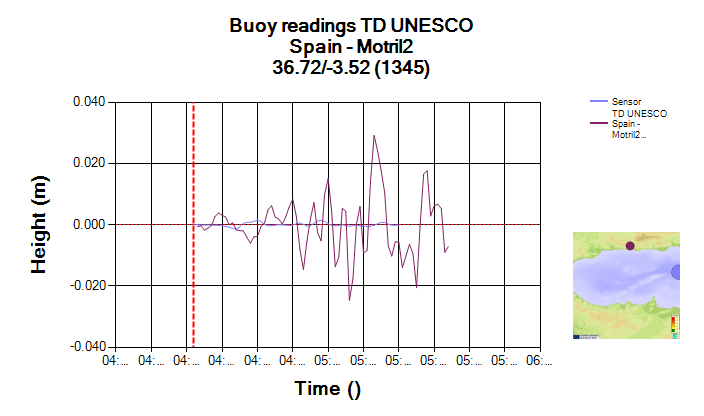 Buoy readings TD UNESCO
Spain - Motril2
36.72/-3.52 (1345)
Height (m)
0.040
0.020
0.000
-0.020
-0.040
04:... 04:... 04:... 04:... 04:... 04:... 05:... 05:... 05:... 05:... 05:... 05:... 06:...
Time ()
Sensor
TD UNESCO
Spain -
Motril2...